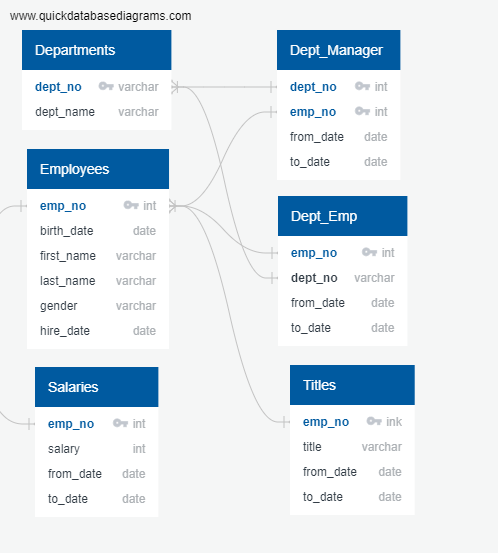 www.quickdatabasediagrams.com
Departments
dept_no varchar
dept_name varchar
Dept_Manager
dept_no int
emp_no int
from_date date
to_date date
Employees
emp_no int
birth_date date
first_name varchar
last_name varchar
gender varchar
hire_date date
Dept_Emp
emp_no int
dept_no varchar
from_date date
to_date date
Salaries
emp_no int
salary int
from_date date
to_date date
Titles
emp_no ink
title varchar
from_date date
to_date date